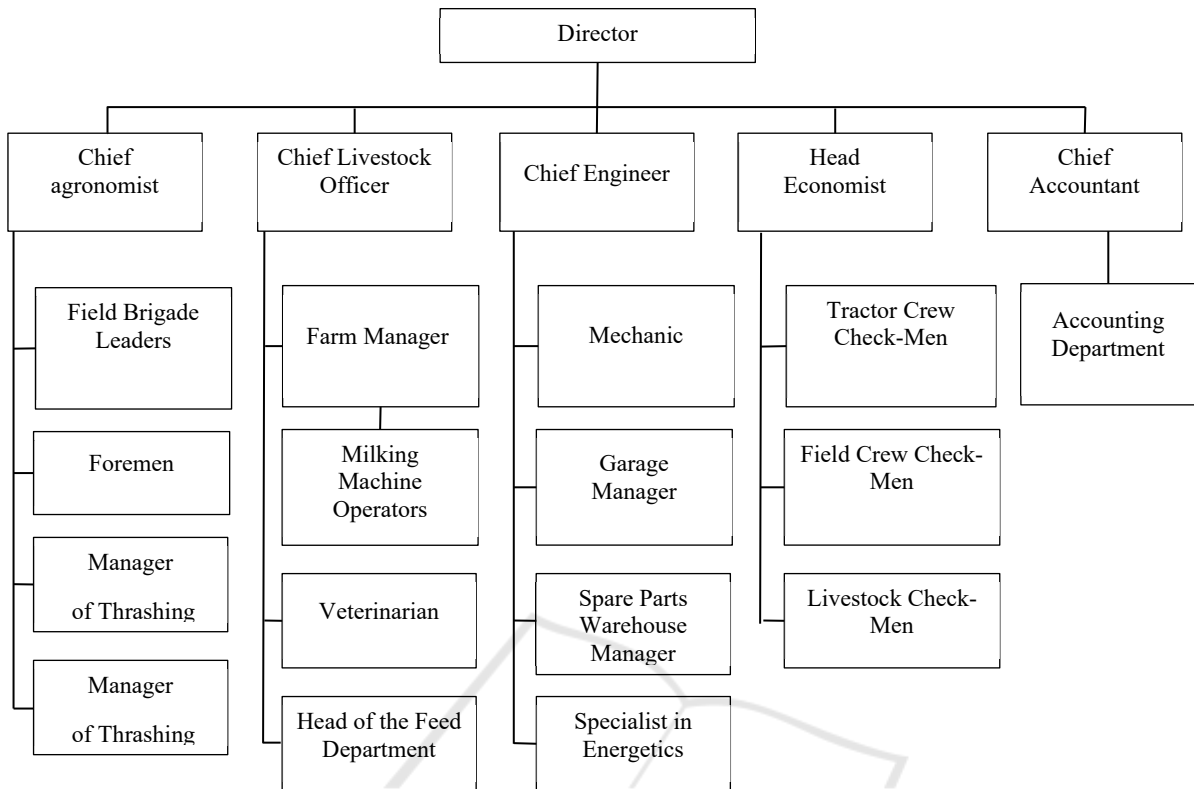 Director
Chief
agronomist
Chief Livestock
Officer
Chief Engineer
Head
Economist
Chief
Accountant
Field Brigade
Leaders
Farm Manager
Mechanic
Tractor Crew
Check-Men
Accounting
Department
Foremen
Milking
Machine
Operators
Garage
Manager
Field Crew Check-
Men
Manager
of Thrashing
Veterinarian
Spare Parts
Warehouse
Manager
Livestock Check-
Men
Manager
of Thrashing
Head of the Feed
Department
Specialist in
Energetics